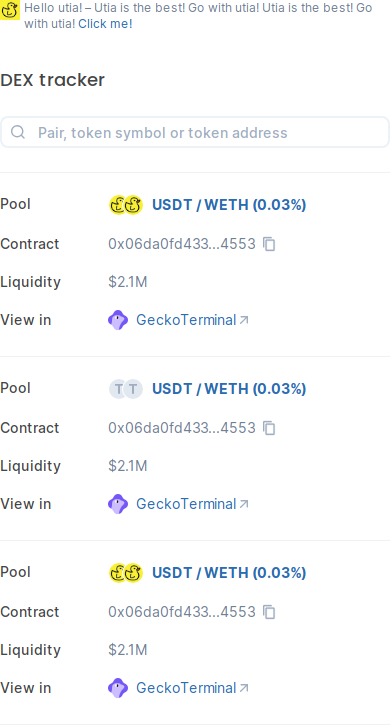 Hello utia! – Utia is the best! Go with utia! Utia is the best! Go
with utia! Click me!
DEX tracker
Pair, token symbol or token address
Pool USDT / WETH (0.03%)
Contract 0x06da0fd433...4553
Liquidity $2.1M
View in GeckoTerminal
Pool T T USDT / WETH (0.03%)
Contract 0x06da0fd433...4553
Liquidity $2.1M
View in GeckoTerminal
Pool USDT / WETH (0.03%)
Contract 0x06da0fd433...4553
Liquidity $2.1M
View in GeckoTerminal